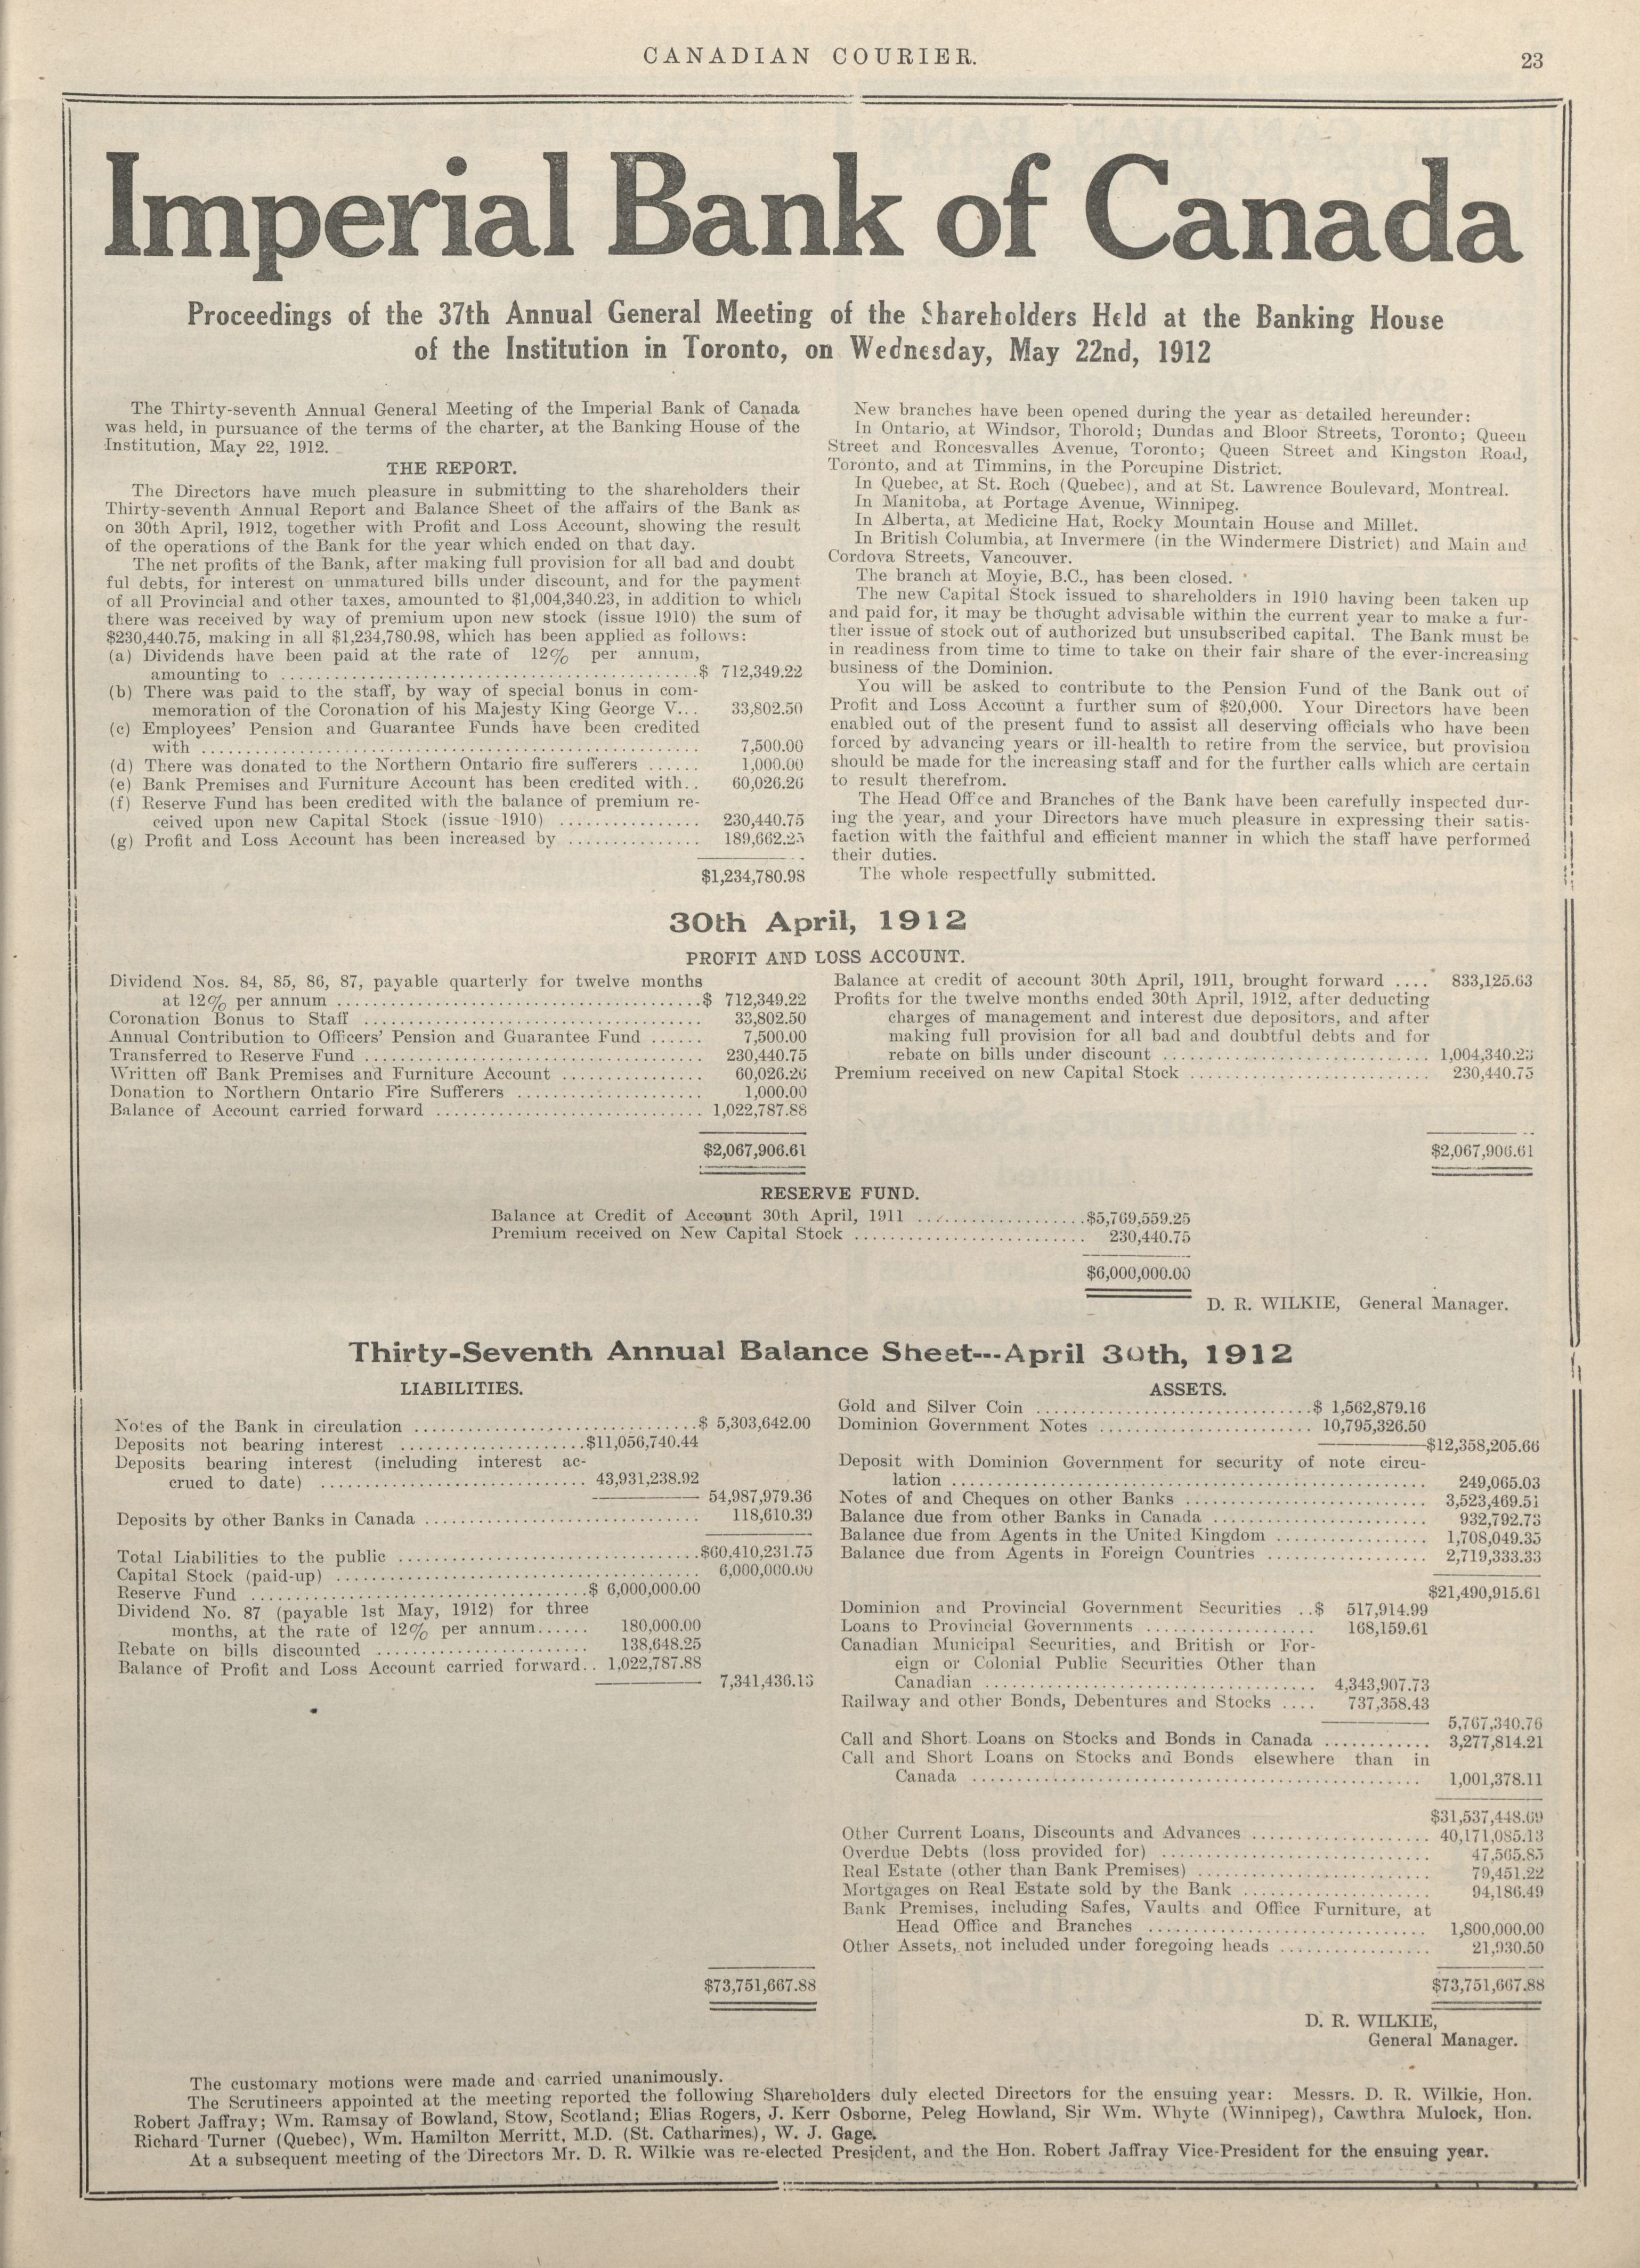 CANADIAN COURIER.
23
Imperial Bank of Canada
Proceedings of the 37th Annual General Meeting of the Shareholders Held at the Banking House
of the Institution in Toronto, on Wednesday, May 22nd, 1912
The Thirty-seventh Annual General Meeting of the Imperial Bank of Canada
was held, in pursuance of the terms of the charter, at the Banking House of the
Institution, May 22, 1912.
THE REPORT.
The Directors have much pleasure in submitting to the shareholders their
Thirty-seventh Annual Report and Balance Sheet of the affairs of the Bank as
on 30th April, 1912, together with Profit and Loss Account, showing the result
of the operations of the Bank for the year which ended on that day.
The net profits of the Bank, after making full provision for all bad and doubt
ful debts, for interest on unmatured bills under discount, and for the payment
of all Provincial and other taxes, amounted to $1,004,340.23, in addition to which
there was received by way of premium upon new stock (issue 1910) the sum of
$230,440.75, making in all $1,234,780.98, which has been applied as follows:
(a) Dividends have been paid at the rate of 12% per annum,
amounting to ..............................................$ 712,349.22
(b) There was paid to the staff, by way of special bonus in com-
memoration of the Coronation of his Majesty King George V... 33,802.50
(c) Employees' Pension and Guarantee Funds have been credited
with ........................................................ 7,500.00
(d) There was donated to the Northern Ontario fire sufferers ...... 1,000.00
(e) Bank Premises and Furniture Account has been credited with.. 60,026.26
(f) Reserve Fund has been credited with the balance of premium re-
ceived upon new Capital Stock (issue 1910) ................ 230,440.75
(g) Profit and Loss Account has been increased by ............... 189,662.25
$1,234,780.98
New branches have been opened during the year as detailed hereunder:
In Ontario, at Windsor, Thorold; Dundas and Bloor Streets, Toronto; Queen
Street and Roncesvalles Avenue, Toronto; Queen Street and Kingston Road,
Toronto, and at Timmins, in the Porcupine District.
In Quebec, at St. Roch (Quebec), and at St. Lawrence Boulevard, Montreal.
In Manitoba, at Portage Avenue, Winnipeg.
In Alberta, at Medicine Hat, Rocky Mountain House and Millet.
In British Columbia, at Invermere (in the Windermere District) and Main and
Cordova Streets, Vancouver.
The branch at Moyie, B.C., has been closed.
The new Capital Stock issued to shareholders in 1910 having been taken up
and paid for, it may be thought advisable within the current year to make a fur-
ther issue of stock out of authorized but unsubscribed capital. The Bank must be
in readiness from time to time to take on their fair share of the ever-increasing
business of the Dominion.
You will be asked to contribute to the Pension Fund of the Bank out of
Profit and Loss Account a further sum of $20,000. Your Directors have been
enabled out of the present fund to assist all deserving officials who have been
forced by advancing years or ill-health to retire from the service, but provision
should be made for the increasing staff and for the further calls which are certain
to result therefrom.
The Head Offce and Branches of the Bank have been carefully inspected dur-
ing the year, and your Directors have much pleasure in expressing their satis-
faction with the faithful and efficient manner in which the staff have performed
their duties.
The whole respectfully submitted.
30th April, 1912
PROFIT AND LOSS ACCOUNT.
Dividend Nos. 84, 85, 86, 87, payable quarterly for twelve months
at 12% per annum .........................................$ 712,349.22
Coronation Bonus to Staff ...................................... 33,802.50
Annual Contribution to Officers' Pension and Guarantee Fund ...... 7,500.00
Transferred to Reserve Fund ...................................... 230,440.75
Written off Bank Premises and Furniture Account ................ 60,026.26
Donation to Northern Ontario Fire Sufferers ..................... 1,000.00
Balance of Account carried forward .............................. 1,022,787.88
$2,067,906.61
Balance at credit of account 30th April, 1911, brought forward .... 833,125.63
Profits for the twelve months ended 30th April, 1912, after deducting
charges of management and interest due depositors, and after
making full provision for all bad and doubtful debts and for
rebate on bills under discount .............................. 1,004,340.23
Premium received on new Capital Stock ........................... 230,440.75
$2,067,906.61
RESERVE FUND.
Balance at Credit of Account 30th April, 1911 ...................$5,769,559.25
Premium received on New Capital Stock .......................... 230,440.75
$6,000,000.00
D. R. WILKIE, General Manager.
Thirty-Seventh Annual Balance Sheet---April 30th, 1912
LIABILITIES.
Notes of the Bank in circulation ................................$ 5,303,642.00
Deposits not bearing interest .....................$11,056,740.44
Deposits bearing interest (including interest ac-
crued to date) .............................. 43,931,238.92
54,987,979.36
Deposits by other Banks in Canada ............................... 118,610.39
Total Liabilities to the public ..................................$60,410,231.75
Capital Stock (paid-up) ......................................... 6,000,000.00
Reserve Fund ......................................$ 6,000,000.00
Dividend No. 87 (payable 1st May, 1912) for three
months, at the rate of 12% per annum...... 180,000.00
Rebate on bills discounted ........................ 138,648.25
Balance of Profit and Loss Account carried forward.. 1,022,787.88
7,341,436.13
$73,751,667.88
ASSETS.
Gold and Silver Coin ...............................$ 1,562,879.16
Dominion Government Notes ........................ 10,795,326.50
$12,358,205.66
Deposit with Dominion Government for security of note circu-
lation ...................................................... 249,065.03
Notes of and Cheques on other Banks ........................... 3,523,469.51
Balance due from other Banks in Canada ........................ 932,792.73
Balance due from Agents in the United Kingdom ................. 1,708,049.35
Balance due from Agents in Foreign Countries .................. 2,719,333.33
$21,490,915.61
Dominion and Provincial Government Securities ..$ 517,914.99
Loans to Provincial Governments ................... 168,159.61
Canadian Municipal Securities, and British or For-
eign or Colonial Public Securities Other than
Canadian .................................... 4,343,907.73
Railway and other Bonds, Debentures and Stocks .... 737,358.43
5,767,340.76
Call and Short Loans on Stocks and Bonds in Canada ............ 3,277,814.21
Call and Short Loans on Stocks and Bonds elsewhere than in
Canada .................................................. 1,001,378.11
$31,537,448.69
Other Current Loans, Discounts and Advances .................... 40,171,085.13
Overdue Debts (loss provided for) .............................. 47,565.85
Real Estate (other than Bank Premises) .......................... 79,451.22
Mortgages on Real Estate sold by the Bank ..................... 94,186.49
Bank Premises, including Safes, Vaults and Office Furniture, at
Head Office and Branches ............................... 1,800,000.00
Other Assets, not included under foregoing heads ................. 21,930.50
$73,751,667.88
D. R. WILKIE,
General Manager.
The customary motions were made and carried unanimously.
The Scrutineers appointed at the meeting reported the following Shareholders duly elected Directors for the ensuing year: Messrs. D. R. Wilkie, Hon.
Robert Jaffray; Wm. Ramsay of Bowland, Stow, Scotland; Elias Rogers, J. Kerr Osborne, Peleg Howland, Sir Wm. Whyte (Winnipeg), Cawthra Mulock, Hon.
Richard Turner (Quebec), Wm. Hamilton Merritt, M.D. (St. Catharines), W. J. Gage.
At a subsequent meeting of the Directors Mr. D. R. Wilkie was re-elected President, and the Hon. Robert Jaffray Vice-President for the ensuing year.